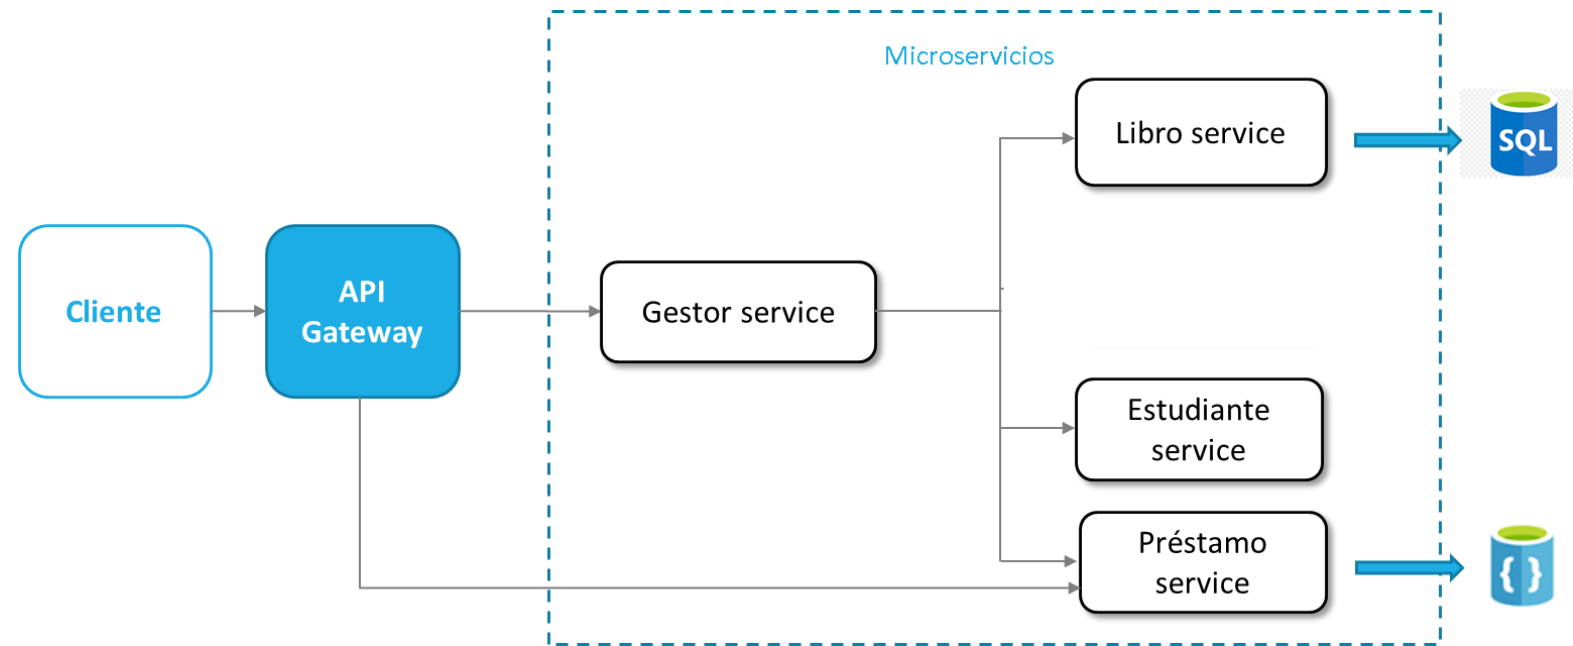 Microservicios
Libro service
SQL
Cliente
API
Gateway
Gestor service
Estudiante
service
Préstamo
service
{ }